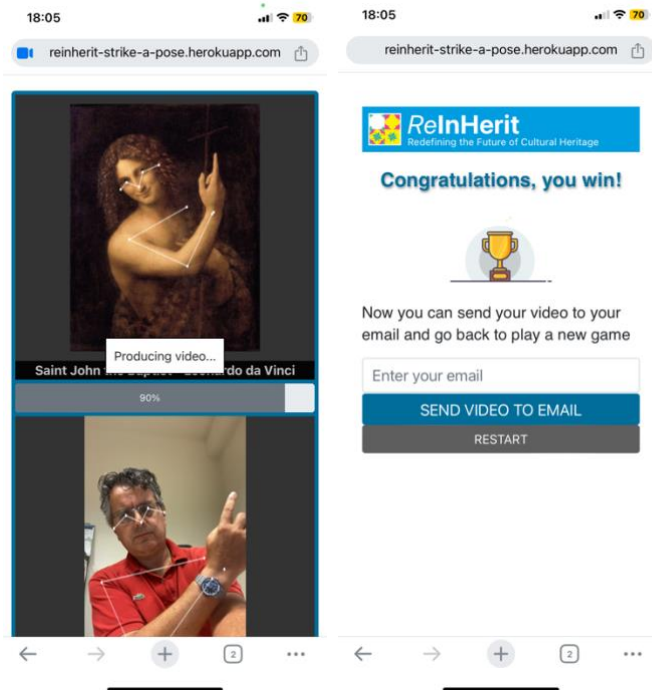 18:05
70
reinherit-strike-a-pose.herokuapp.com
Producing video...
Saint John
do da Vinci
90%
2
18:05
70
reinherit-strike-a-pose.herokuapp.com
ReInHerit
Redefining the Future of Cultural Heritage
Congratulations, you win!
Now you can send your video to your
email and go back to play a new game
Enter your email
SEND VIDEO TO EMAIL
RESTART
2